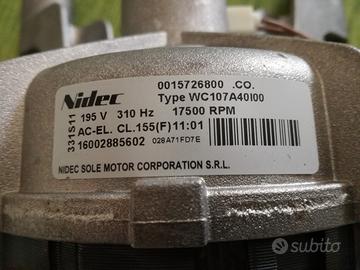 Nidec
0015726800 .CO.
Type WC107A40I00
331S11
195 V 310 Hz 17500 RPM
AC-EL. CL.155(F) 11:01
16002885602 028A71FD7E
NIDEC SOLE MOTOR CORPORATION S.R.L.
subito